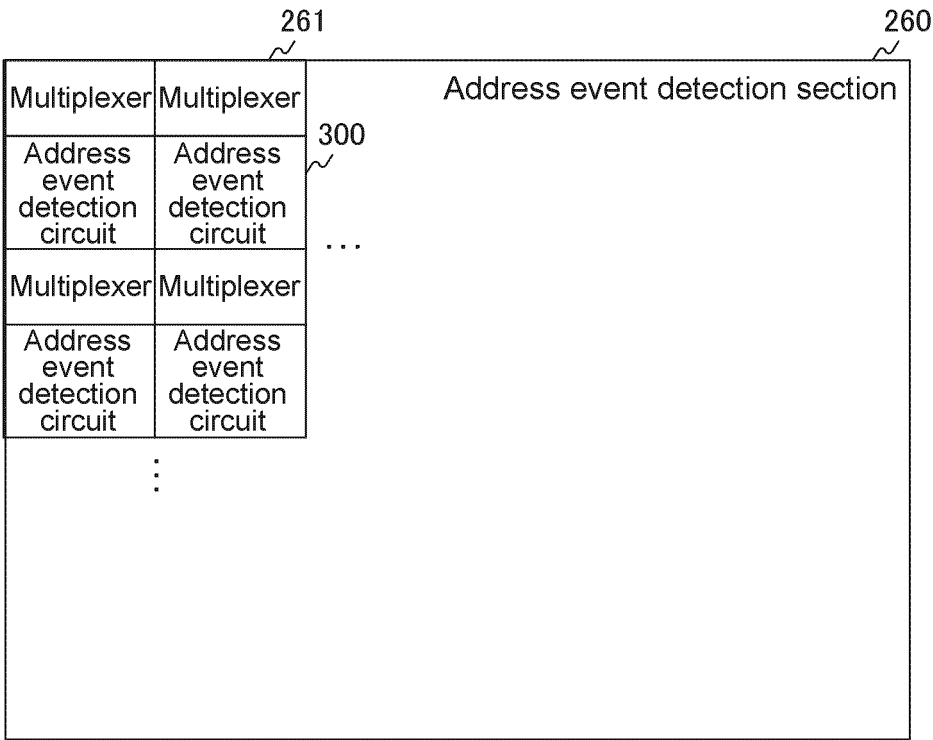 261
260
Multiplexer Multiplexer
Address event detection section
300
Address Address
event event
detection detection
circuit circuit
...
Multiplexer Multiplexer
Address Address
event event
detection detection
circuit circuit
...